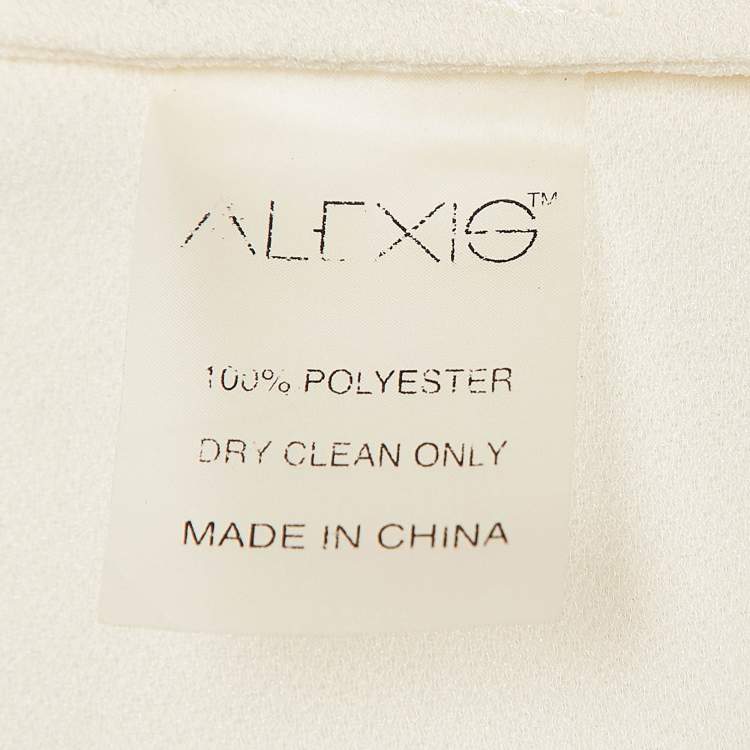 ALEXIS™
100% POLYESTER
DRY CLEAN ONLY
MADE IN CHINA